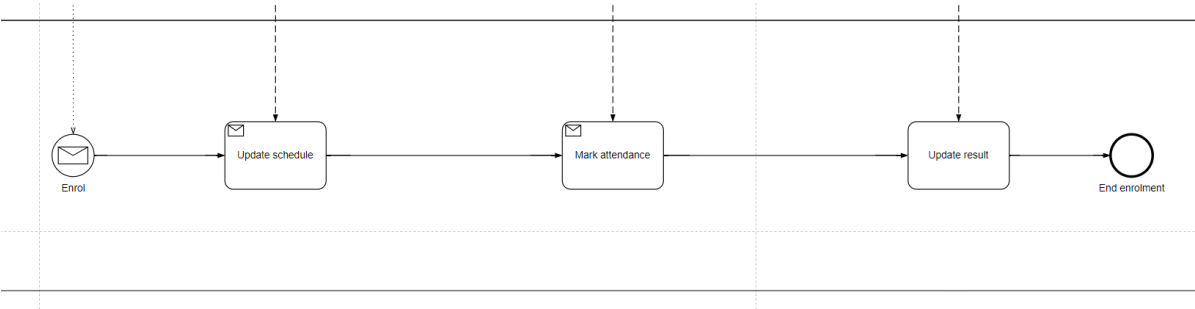 Update schedule
Mark attendance
Update result
Enrol
End enrolment